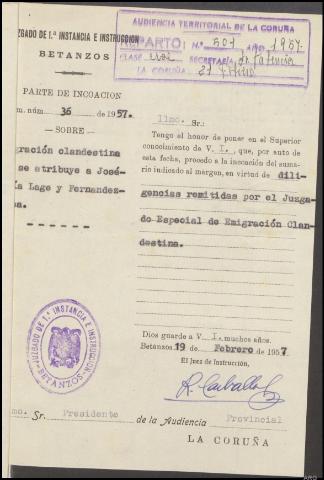 AUDIENCIA TERRITORIAL DE LA CORUÑA
REPARTO: N.º 501 AÑO 1957
CLASE SECRETARÍA
LA CORUÑA
ZGADO DE 1.ª INSTANCIA E INSTRUCCION
BETANZOS
PARTE DE INCOACION
m. núm. 36 de 1957.
- SOBRE -
gración clandestina
se atribuye a José-
ía Lage y Fernandez-
a.
- - - - - -
Ilmo. Sr:
Tengo el honor de poner en el Superior
conocimiento de V. I., que, por auto de
esta fecha, procedo a la incoación del suma-
rio indicado al margen, en virtud de dili-
gencias remitidas por el Juzga-
do Especial de Emigración Clan-
destina.
Dios guarde a V. I. muchos años.
Betanzos, 19 de Febrero de 1957
El Juez de Instrucción,
JUZGADO DE 1.ª INSTANCIA E INSTRUCCION
BETANZOS
R. Carballal
mo. Sr. Presidente de la Audiencia Provincial
LA CORUÑA